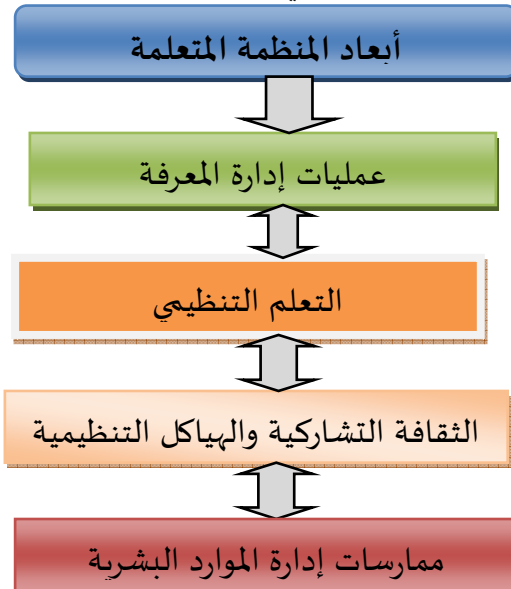 أبعاد المنظمة المتعلمة
عمليات إدارة المعرفة
التعلم التنظيمي
الثقافة التشاركية والهياكل التنظيمية
ممارسات إدارة الموارد البشرية